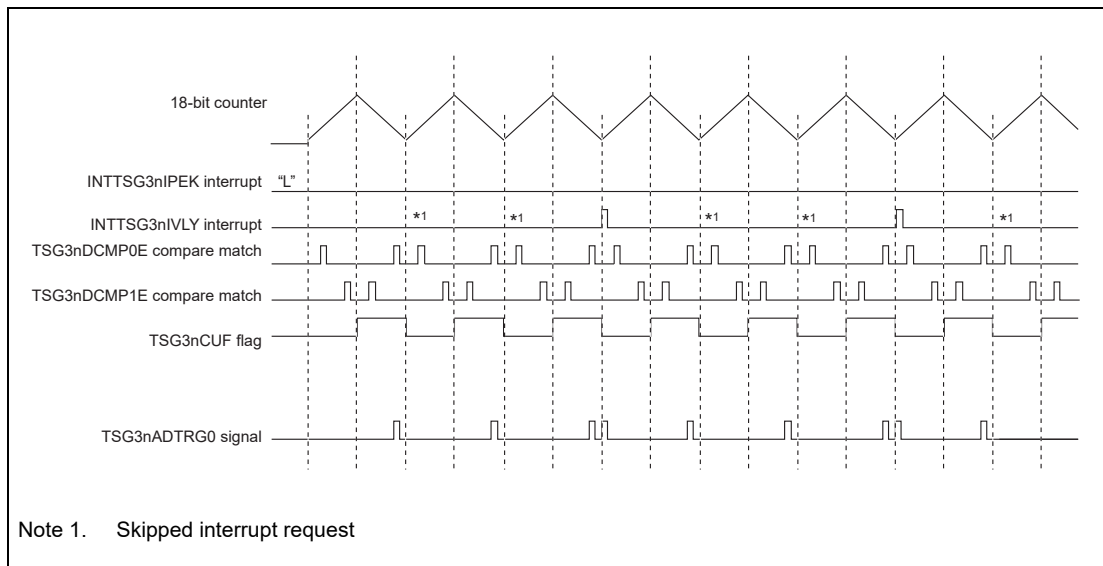 18-bit counter
INTTSG3nIPEK interrupt “L”
INTTSG3nIVLY interrupt *1 *1 *1 *1 *1
TSG3nDCMP0E compare match
TSG3nDCMP1E compare match
TSG3nCUF flag
TSG3nADTRG0 signal
Note 1. Skipped interrupt request